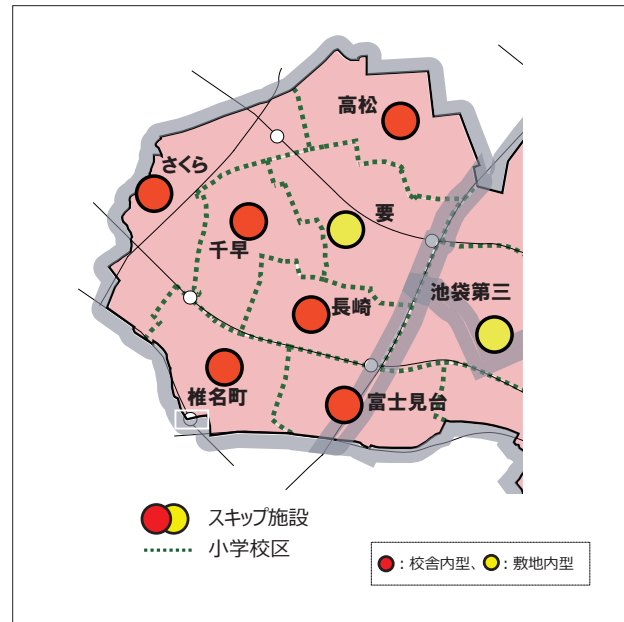 高松
さくら
要
千早
池袋第三
長崎
椎名町
富士見台
スキップ施設
小学校区
：校舎内型、：敷地内型